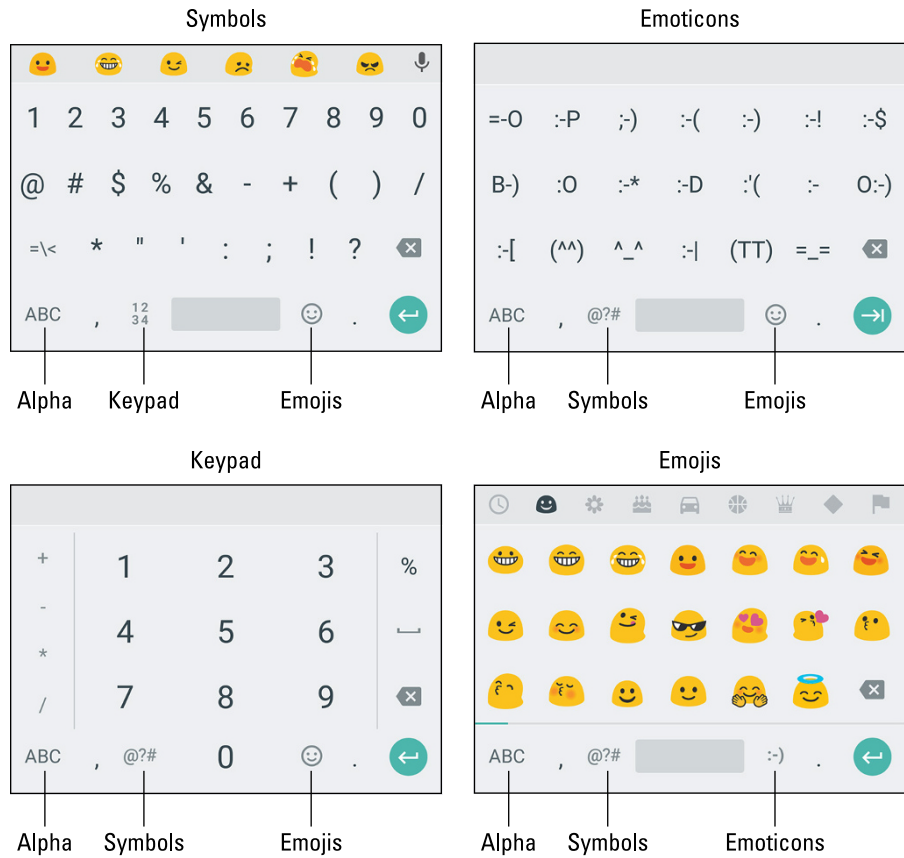 Symbols
1 2 3 4 5 6 7 8 9 0
@ # $ % & - + ( ) /
=\< * " ' : ; ! ?
ABC , 12 34 .
Alpha Keypad Emojis
Emoticons
=-O :-P ;-) :-( :-) :-! :-$
B-) :O :-* :-D :'( :- O:-)
:-[ (^^) ^_^ :-| (TT) =_=
ABC , @?# .
Alpha Symbols Emojis
Keypad
+ 1 2 3 %
- 4 5 6
* 
/ 7 8 9
ABC , @?# 0 .
Alpha Symbols Emojis
Emojis
ABC , @?# :-) .
Alpha Symbols Emoticons